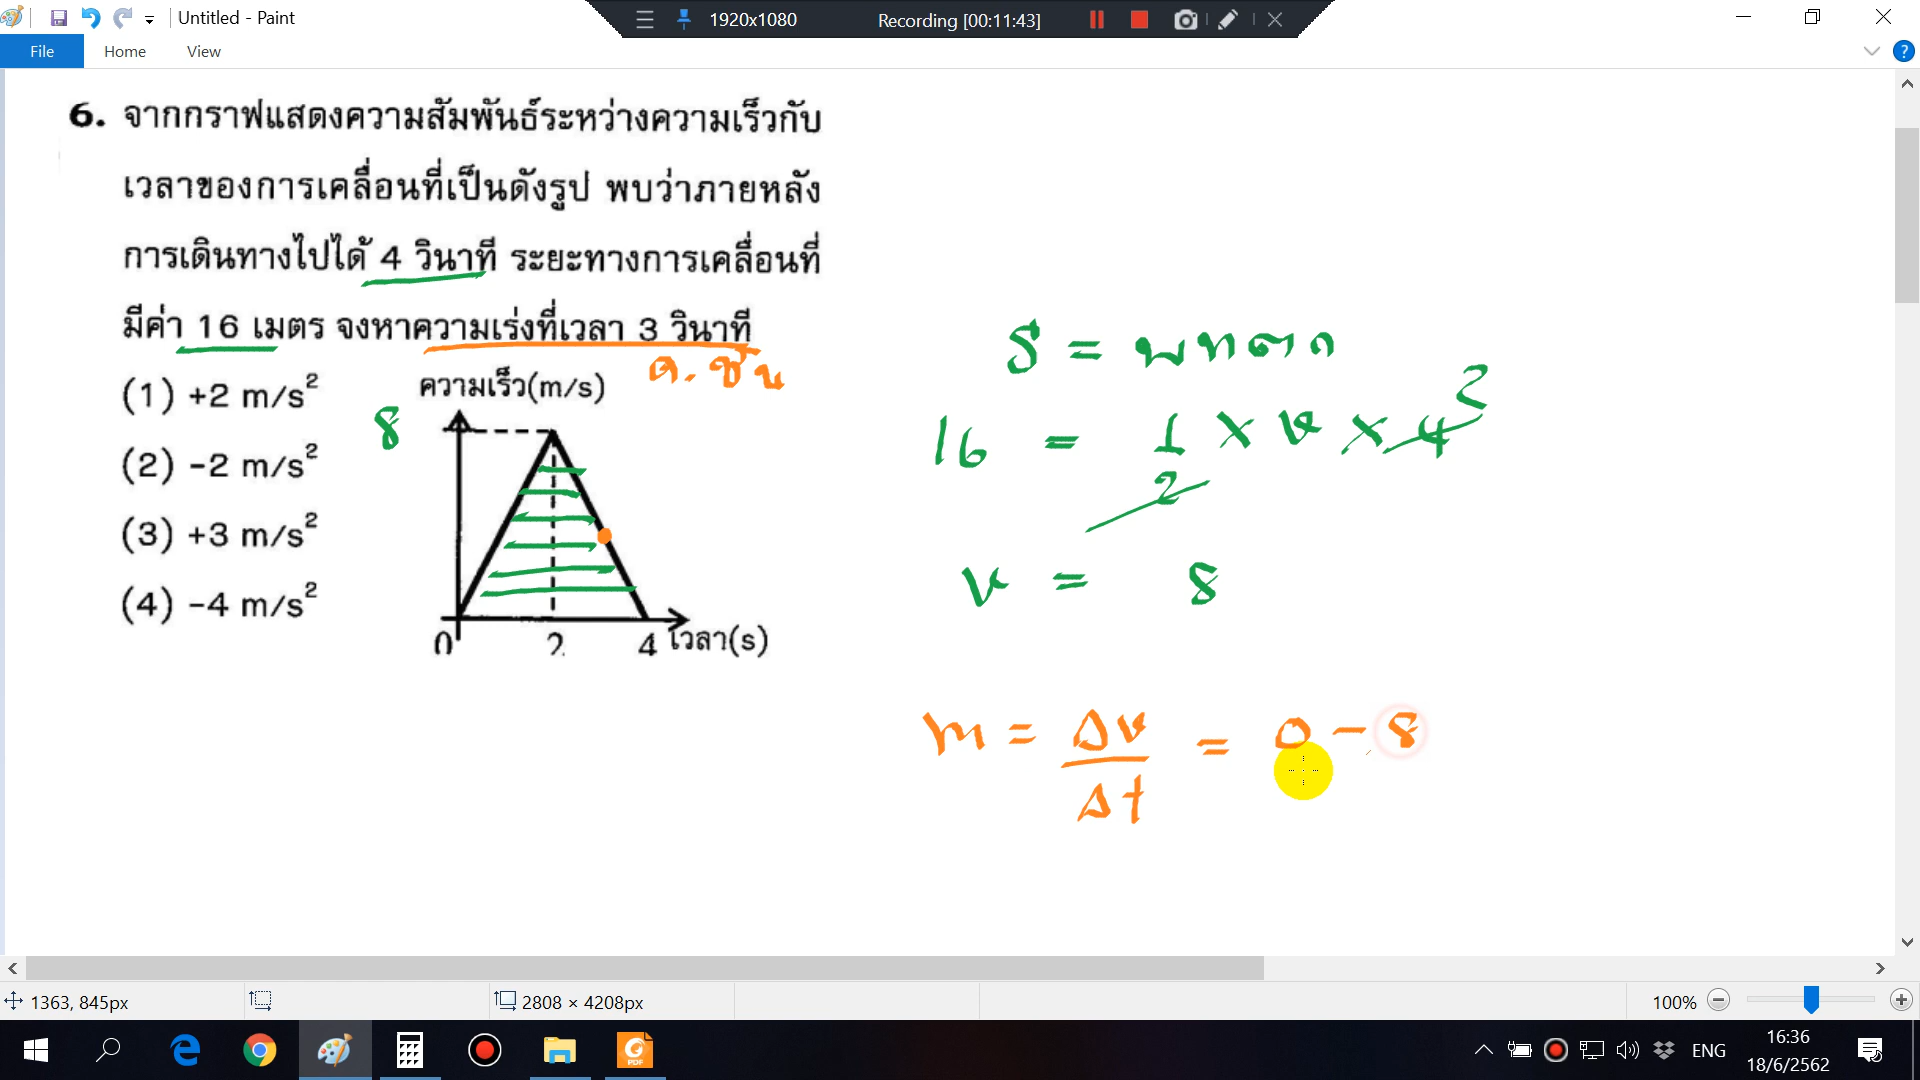 Untitled - Paint
1920x1080
Recording [00:11:43]
File
Home
View
6. จากกราฟแสดงความสัมพันธ์ระหว่างความเร็วกับ
เวลาของการเคลื่อนที่เป็นดังรูป พบว่าภายหลัง
การเดินทางไปได้ 4 วินาที ระยะทางการเคลื่อนที่
มีค่า 16 เมตร จงหาความเร่งที่เวลา 3 วินาที
ค. ชัน
(1) +2 m/s²
(2) -2 m/s²
(3) +3 m/s²
(4) -4 m/s²
ความเร็ว(m/s)
8
0 2 4 เวลา(s)
S = พทตก
16 = 1/2 x v x 4 2
v = 8
m = Δv/Δt = 0 - 8
1363, 845px
2808 × 4208px
100%
PDF
ENG
16:36
18/6/2562